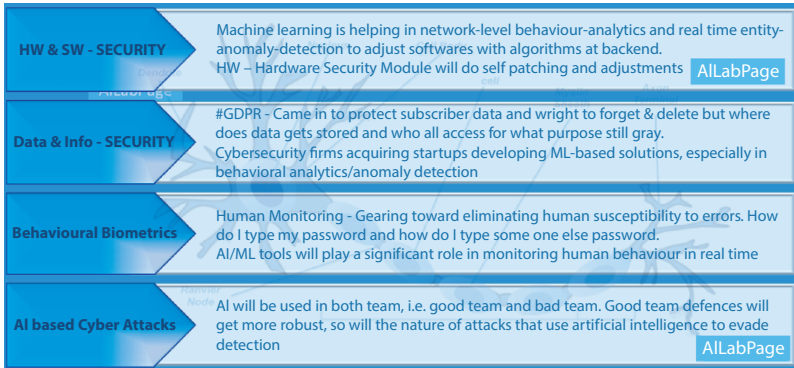 HW & SW - SECURITY
Machine learning is helping in network-level behaviour-analytics and real time entity-
anomaly-detection to adjust softwares with algorithms at backend.
HW – Hardware Security Module will do self patching and adjustments
AILabPage
AILabPage
Data & Info - SECURITY
#GDPR - Came in to protect subscriber data and wright to forget & delete but where
does data gets stored and who all access for what purpose still gray.
Cybersecurity firms acquiring startups developing ML-based solutions, especially in
behavioral analytics/anomaly detection
Behavioural Biometrics
Human Monitoring - Gearing toward eliminating human susceptibility to errors. How
do I type my password and how do I type some one else password.
AI/ML tools will play a significant role in monitoring human behaviour in real time
Ranvier
Node
AI based Cyber Attacks
AI will be used in both team, i.e. good team and bad team. Good team defences will
get more robust, so will the nature of attacks that use artificial intelligence to evade
detection
AILabPage